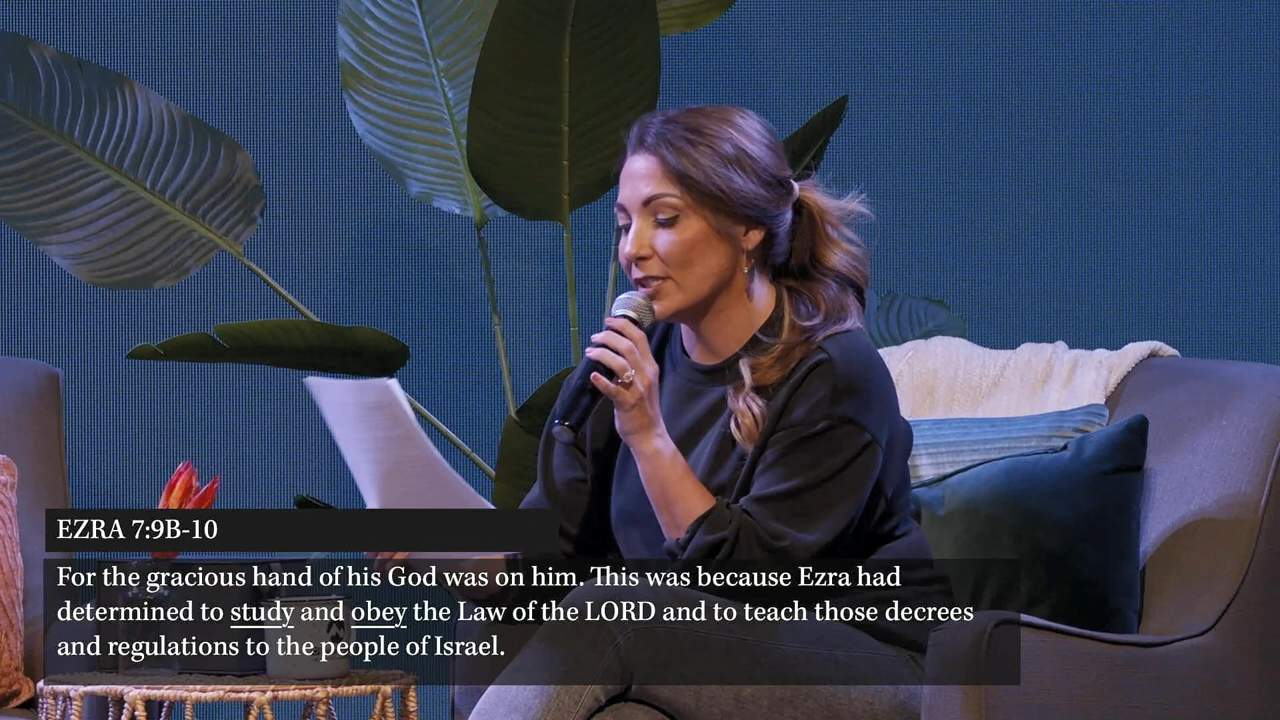 EZRA 7:9B-10
For the gracious hand of his God was on him. This was because Ezra had
determined to study and obey the Law of the LORD and to teach those decrees
and regulations to the people of Israel.